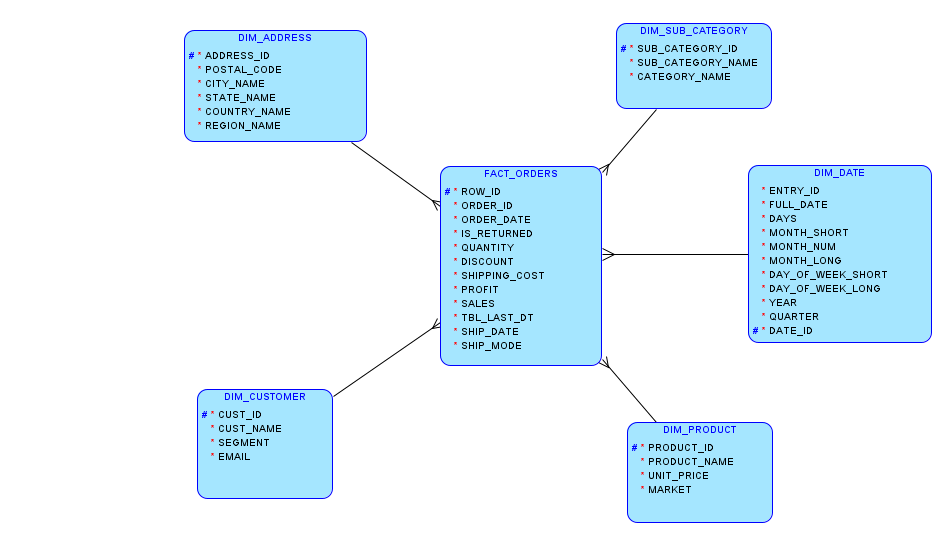 DIM_ADDRESS
# * ADDRESS_ID
* POSTAL_CODE
* CITY_NAME
* STATE_NAME
* COUNTRY_NAME
* REGION_NAME
DIM_SUB_CATEGORY
# * SUB_CATEGORY_ID
* SUB_CATEGORY_NAME
* CATEGORY_NAME
FACT_ORDERS
# * ROW_ID
* ORDER_ID
* ORDER_DATE
* IS_RETURNED
* QUANTITY
* DISCOUNT
* SHIPPING_COST
* PROFIT
* SALES
* TBL_LAST_DT
* SHIP_DATE
* SHIP_MODE
DIM_DATE
* ENTRY_ID
* FULL_DATE
* DAYS
* MONTH_SHORT
* MONTH_NUM
* MONTH_LONG
* DAY_OF_WEEK_SHORT
* DAY_OF_WEEK_LONG
* YEAR
* QUARTER
# * DATE_ID
DIM_CUSTOMER
# * CUST_ID
* CUST_NAME
* SEGMENT
* EMAIL
DIM_PRODUCT
# * PRODUCT_ID
* PRODUCT_NAME
* UNIT_PRICE
* MARKET